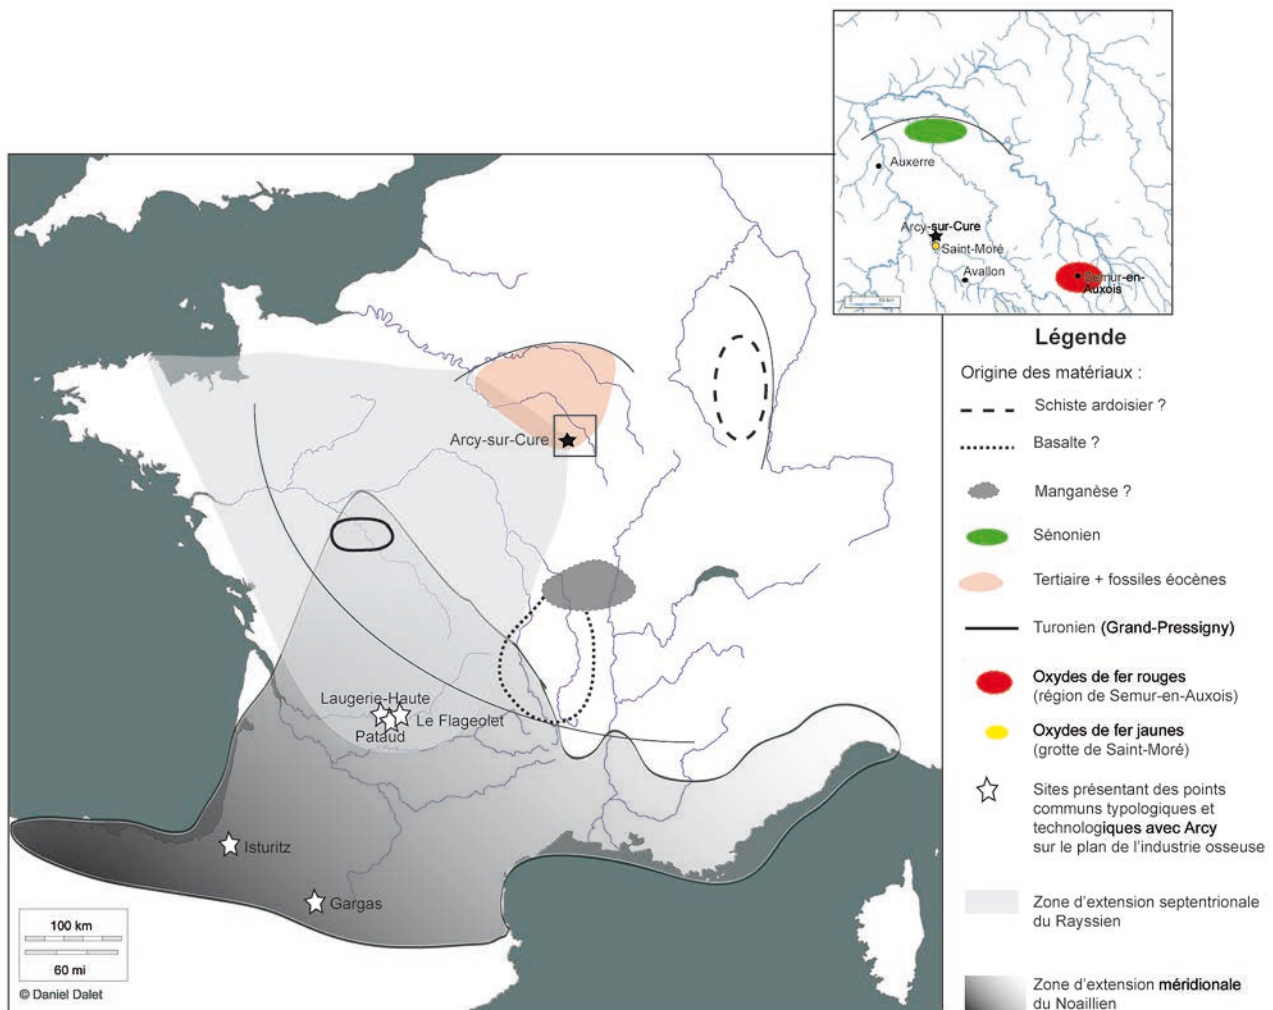 Auxerre
Arcy-sur-Cure
Saint-Moré
Avallon
Semur-en-
Auxois
Arcy-sur-Cure
Laugerie-Haute
Le Flageolet
Pataud
Isturitz
Gargas
100 km
60 mi
© Daniel Dalet
Légende
Origine des matériaux :
Schiste ardoisier ?
Basalte ?
Manganèse ?
Sénonien
Tertiaire + fossiles éocènes
Turonien (Grand-Pressigny)
Oxydes de fer rouges
(région de Semur-en-Auxois)
Oxydes de fer jaunes
(grotte de Saint-Moré)
Sites présentant des points
communs typologiques et
technologiques avec Arcy
sur le plan de l'industrie osseuse
Zone d'extension septentrionale
du Rayssien
Zone d'extension méridionale
du Noaillien